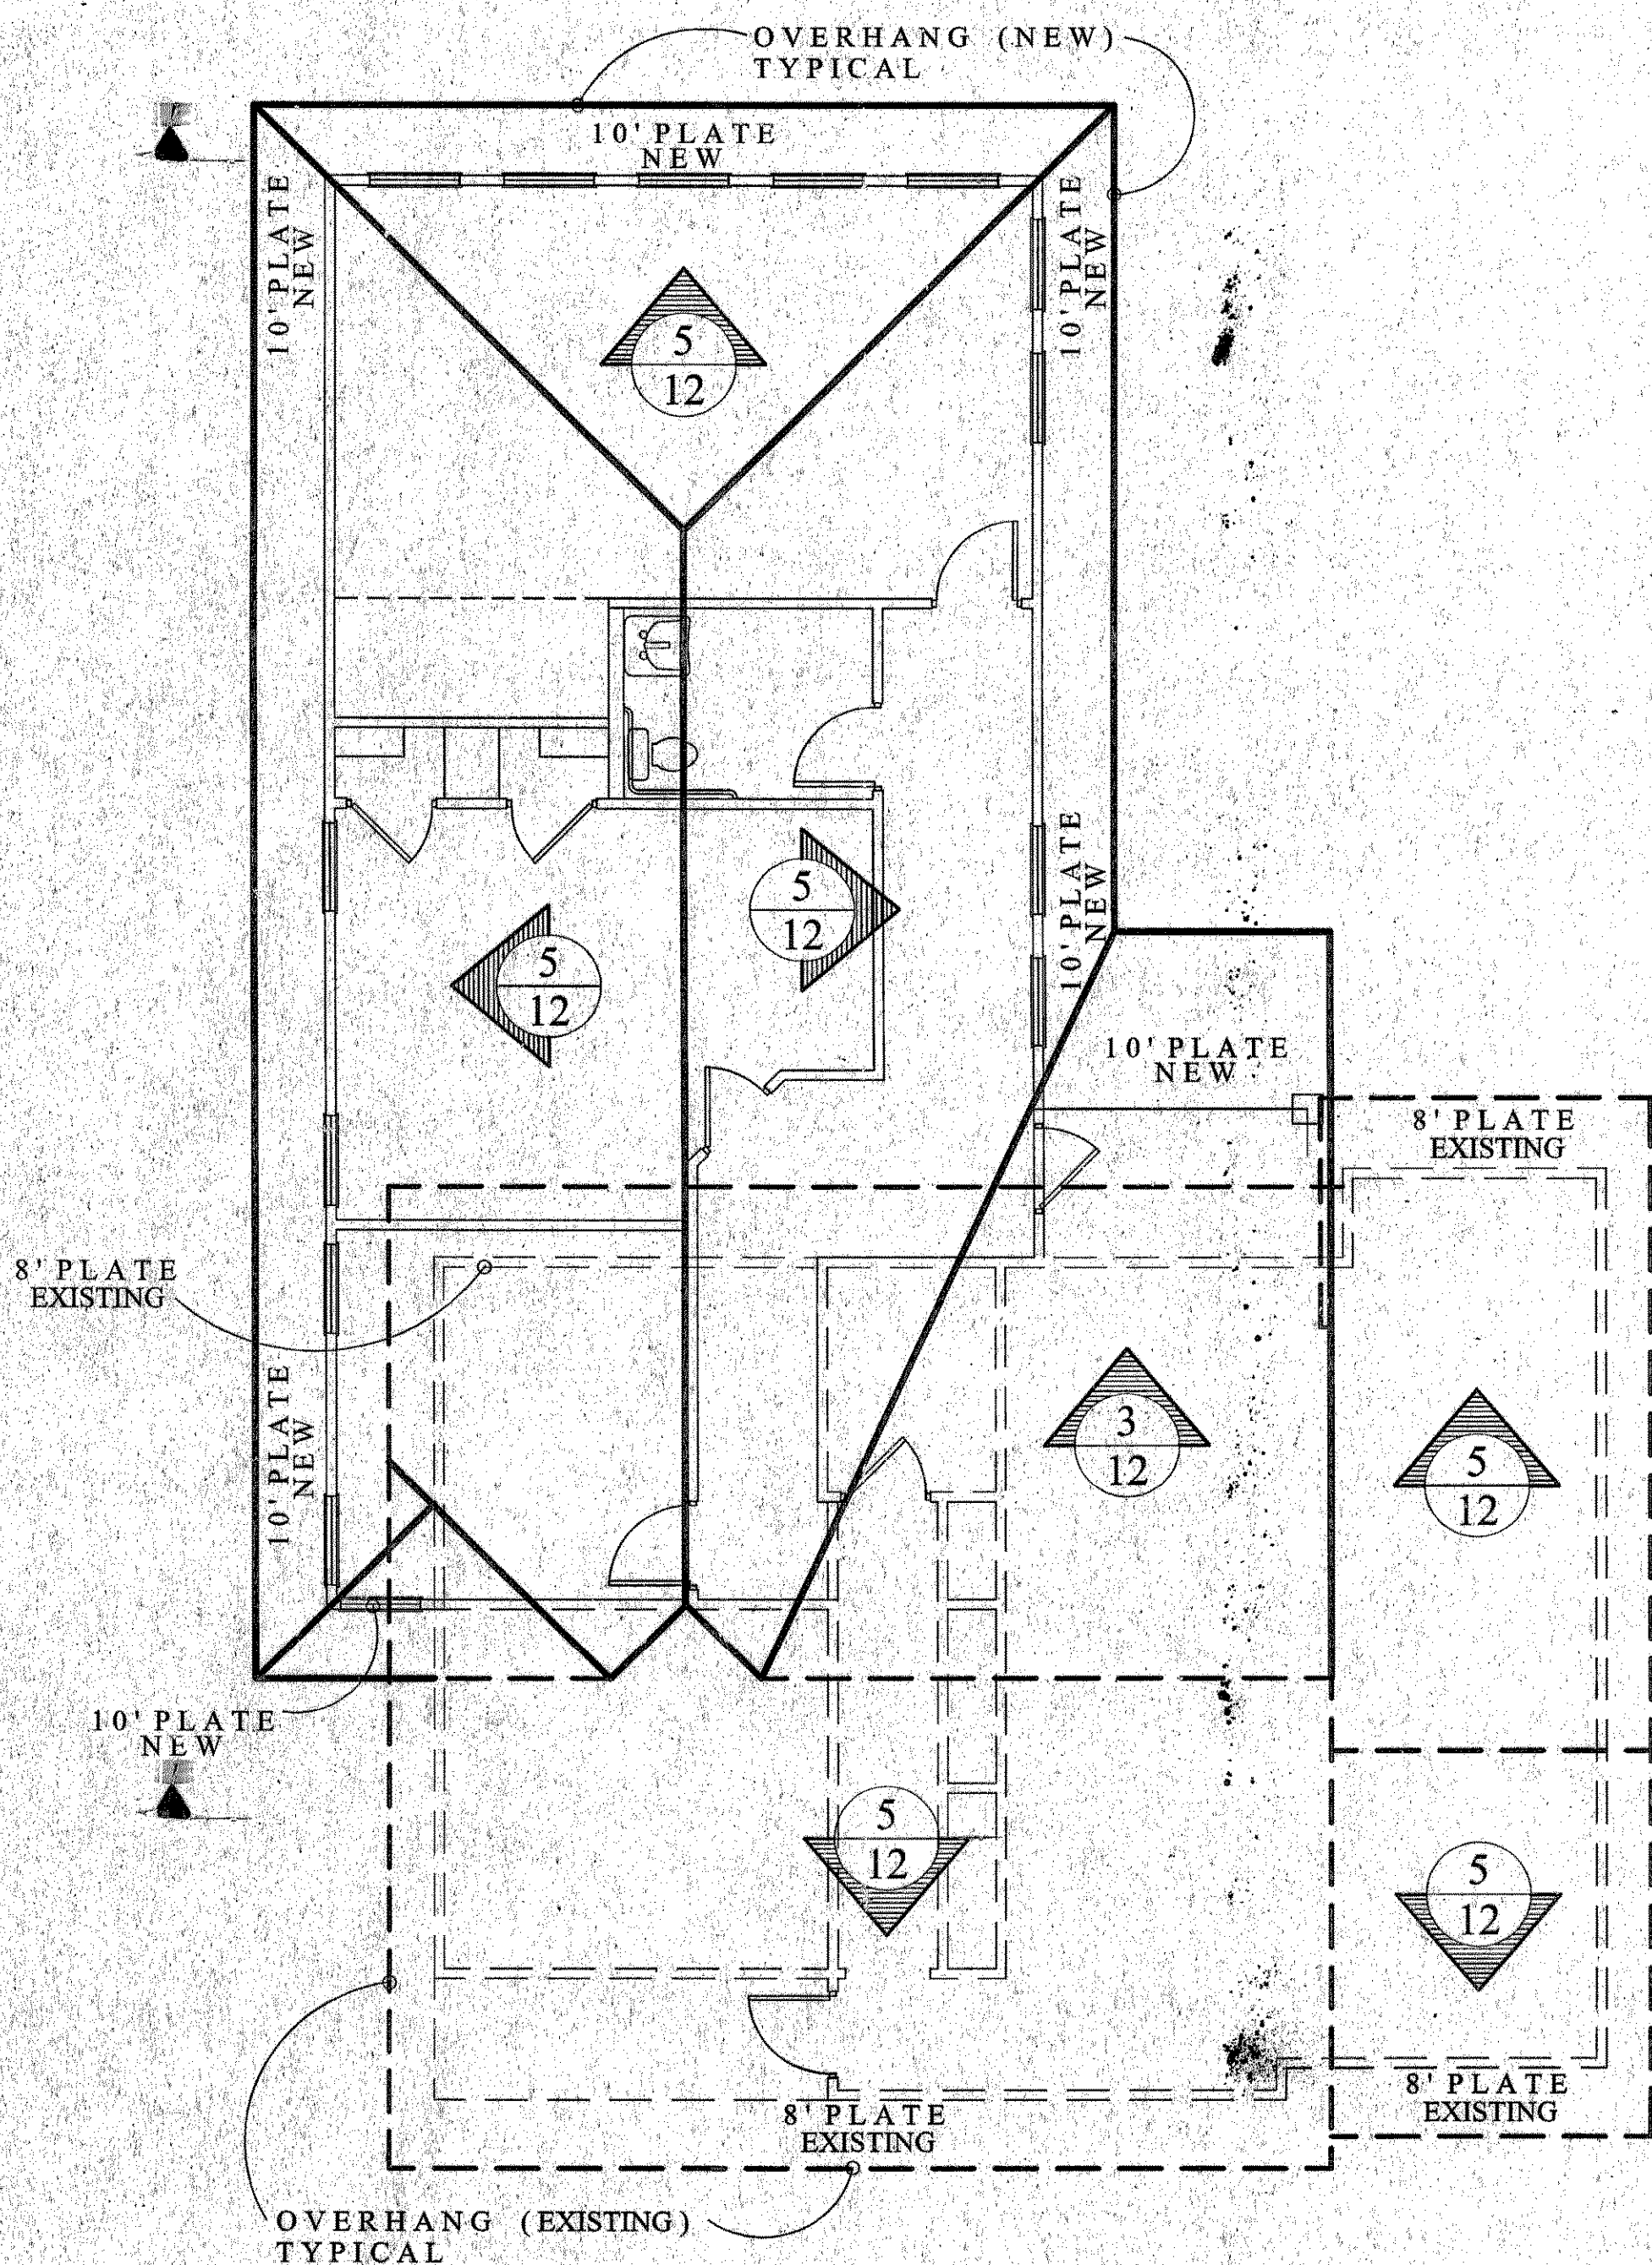 OVERHANG (NEW)
TYPICAL
10' PLATE
NEW
10' PLATE
NEW
10' PLATE
NEW
5
12
5
12
5
12
10' PLATE
NEW
10' PLATE
NEW
8' PLATE
EXISTING
8' PLATE
EXISTING
10' PLATE
NEW
3
12
5
12
10' PLATE
NEW
5
12
5
12
8' PLATE
EXISTING
8' PLATE
EXISTING
OVERHANG (EXISTING)
TYPICAL